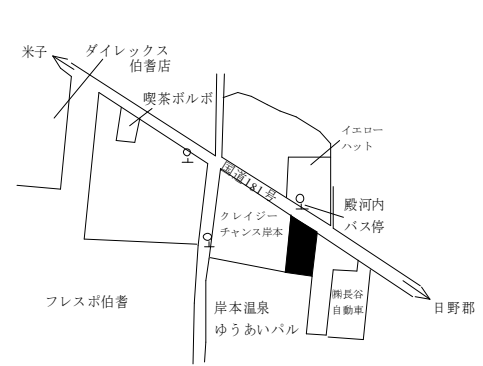 米子
ダイレックス
伯耆店
喫茶ボルボ
イエロー
ハット
国道181号
殿河内
バス停
クレイジー
チャンス岸本
フレスポ伯耆
岸本温泉
ゆうあいパル
㈱長谷
自動車
日野郡